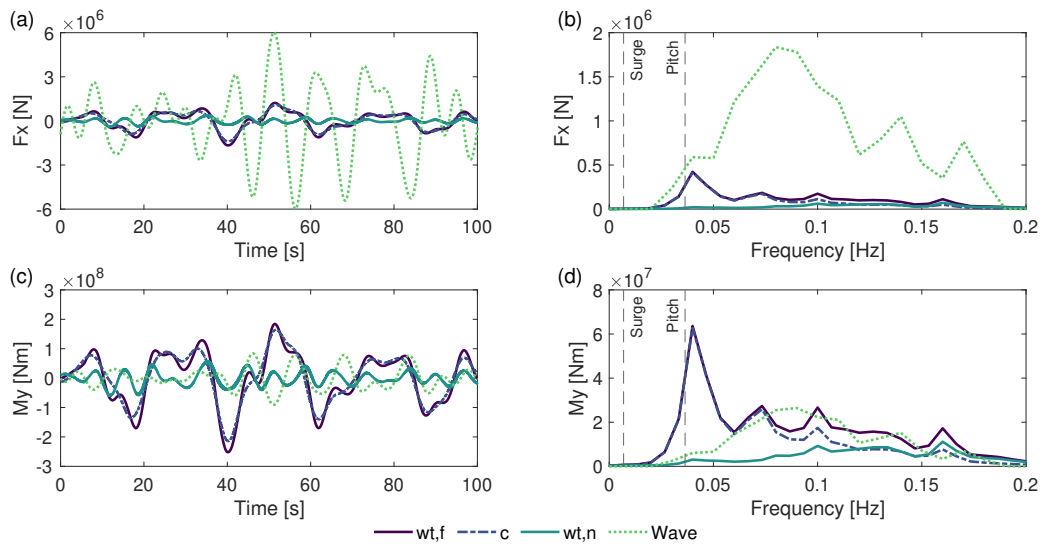 (a)
×10^6
6
3
0
-3
-6
Fx [N]
0 20 40 60 80 100
Time [s]
(b)
×10^6
2
1.5
1
0.5
0
Fx [N]
Surge
Pitch
0 0.05 0.1 0.15 0.2
Frequency [Hz]
(c)
×10^8
3
2
1
0
-1
-2
-3
My [Nm]
0 20 40 60 80 100
Time [s]
(d)
×10^7
8
6
4
2
0
My [Nm]
Surge
Pitch
0 0.05 0.1 0.15 0.2
Frequency [Hz]
wt,f c wt,n Wave